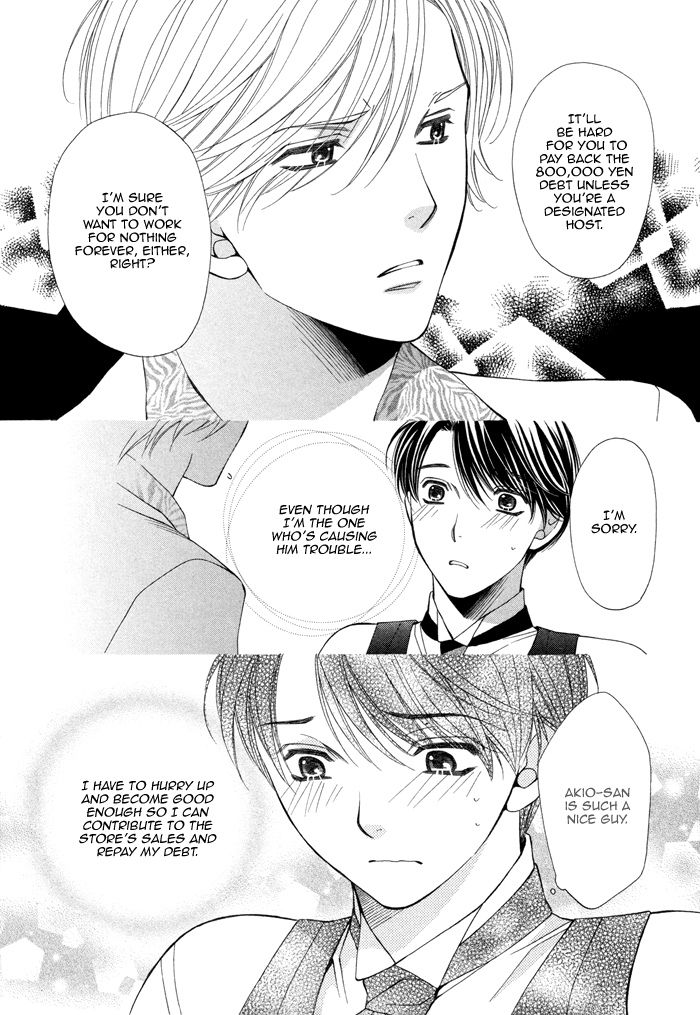 IT'LL
BE HARD
FOR YOU TO
PAY BACK THE
800,000 YEN
DEBT UNLESS
YOU'RE A
DESIGNATED
HOST.
I'M SURE
YOU DON'T
WANT TO WORK
FOR NOTHING
FOREVER, EITHER,
RIGHT?
I'M
SORRY.
EVEN THOUGH
I'M THE ONE
WHO'S CAUSING
HIM TROUBLE...
AKIO-SAN
IS SUCH A
NICE GUY.
I HAVE TO HURRY UP
AND BECOME GOOD
ENOUGH SO I CAN
CONTRIBUTE TO THE
STORE'S SALES AND
REPAY MY DEBT.